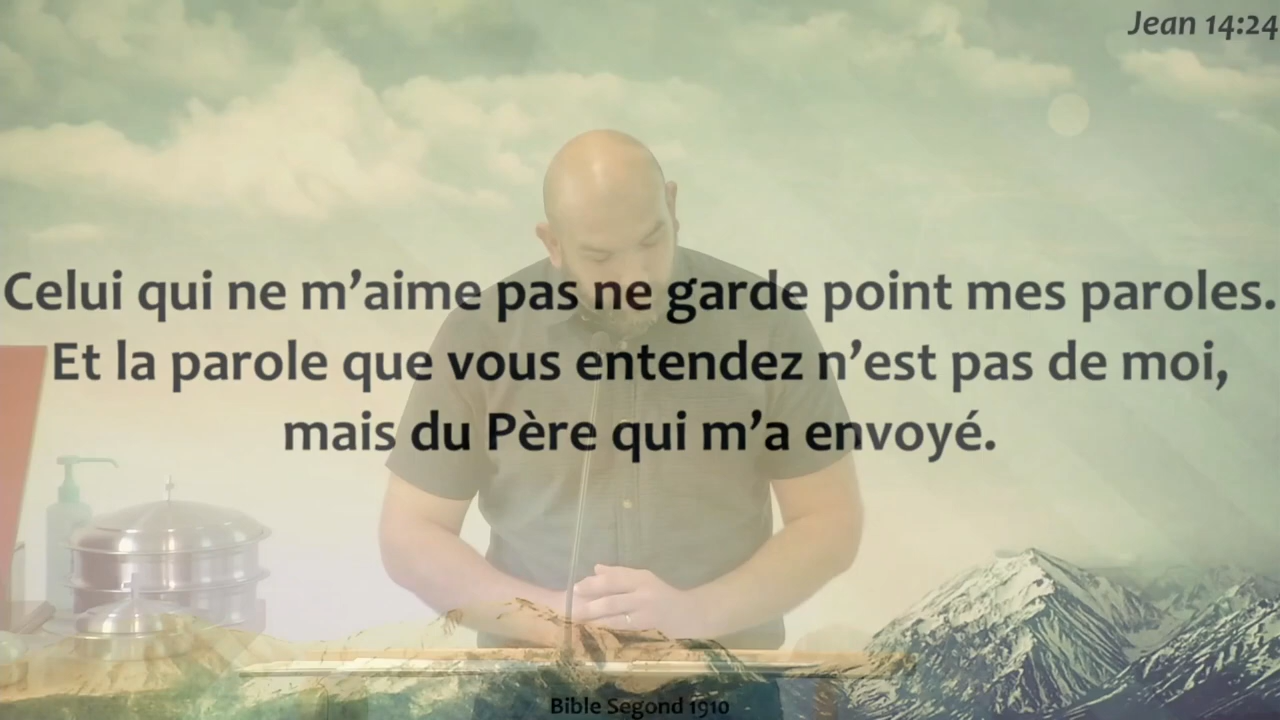 Jean 14:24
Celui qui ne m’aime pas ne garde point mes paroles.
Et la parole que vous entendez n’est pas de moi,
mais du Père qui m’a envoyé.
Bible Segond 1910